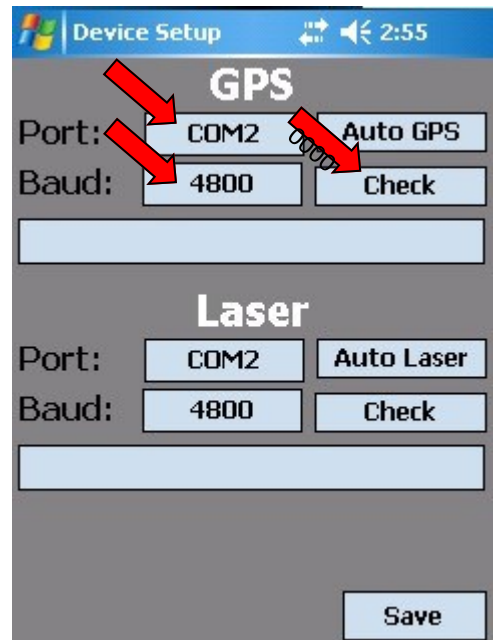 Device Setup 2:55
GPS
Port: COM2 Auto GPS
Baud: 4800 Check
Laser
Port: COM2 Auto Laser
Baud: 4800 Check
Save